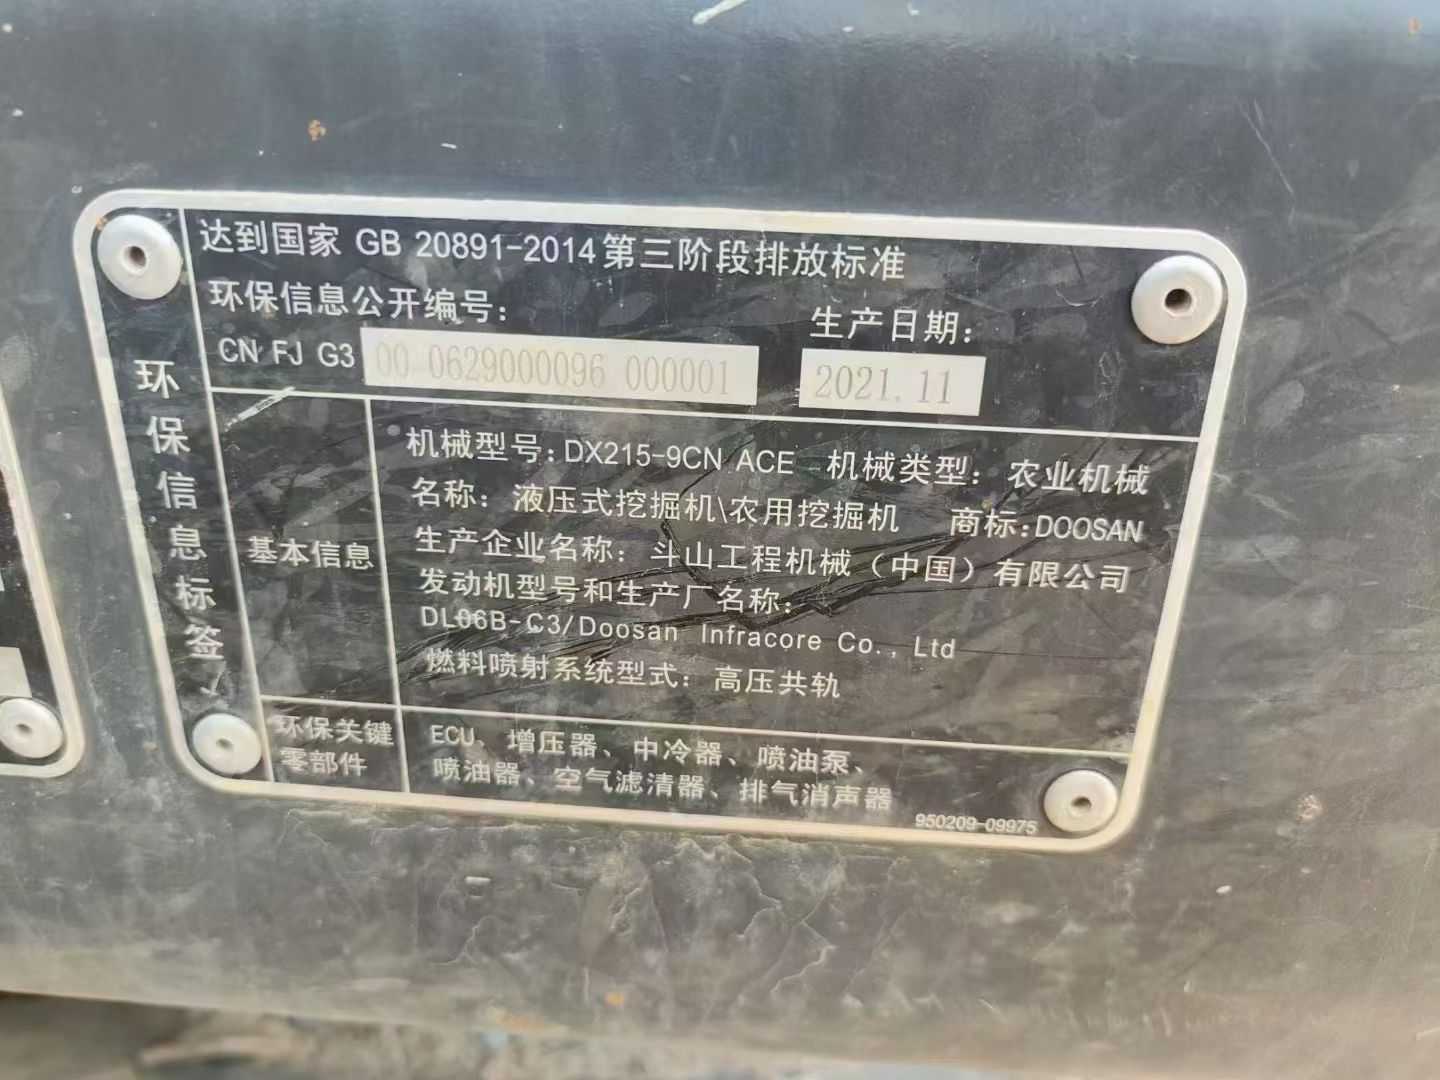 达到国家 GB 20891-2014第三阶段排放标准
环保信息公开编号：
生产日期：
CN FJ G3 00 0629000096 000001
2021.11
环保信息标签
基本信息
机械型号：DX215-9CN ACE 机械类型：农业机械
名称：液压式挖掘机\农用挖掘机 商标：DOOSAN
生产企业名称：斗山工程机械（中国）有限公司
发动机型号和生产厂名称：
DL06B-C3/Doosan Infracore Co., Ltd
燃料喷射系统型式：高压共轨
环保关键
零部件
ECU、增压器、中冷器、喷油泵、
喷油器、空气滤清器、排气消声器
950209-09975